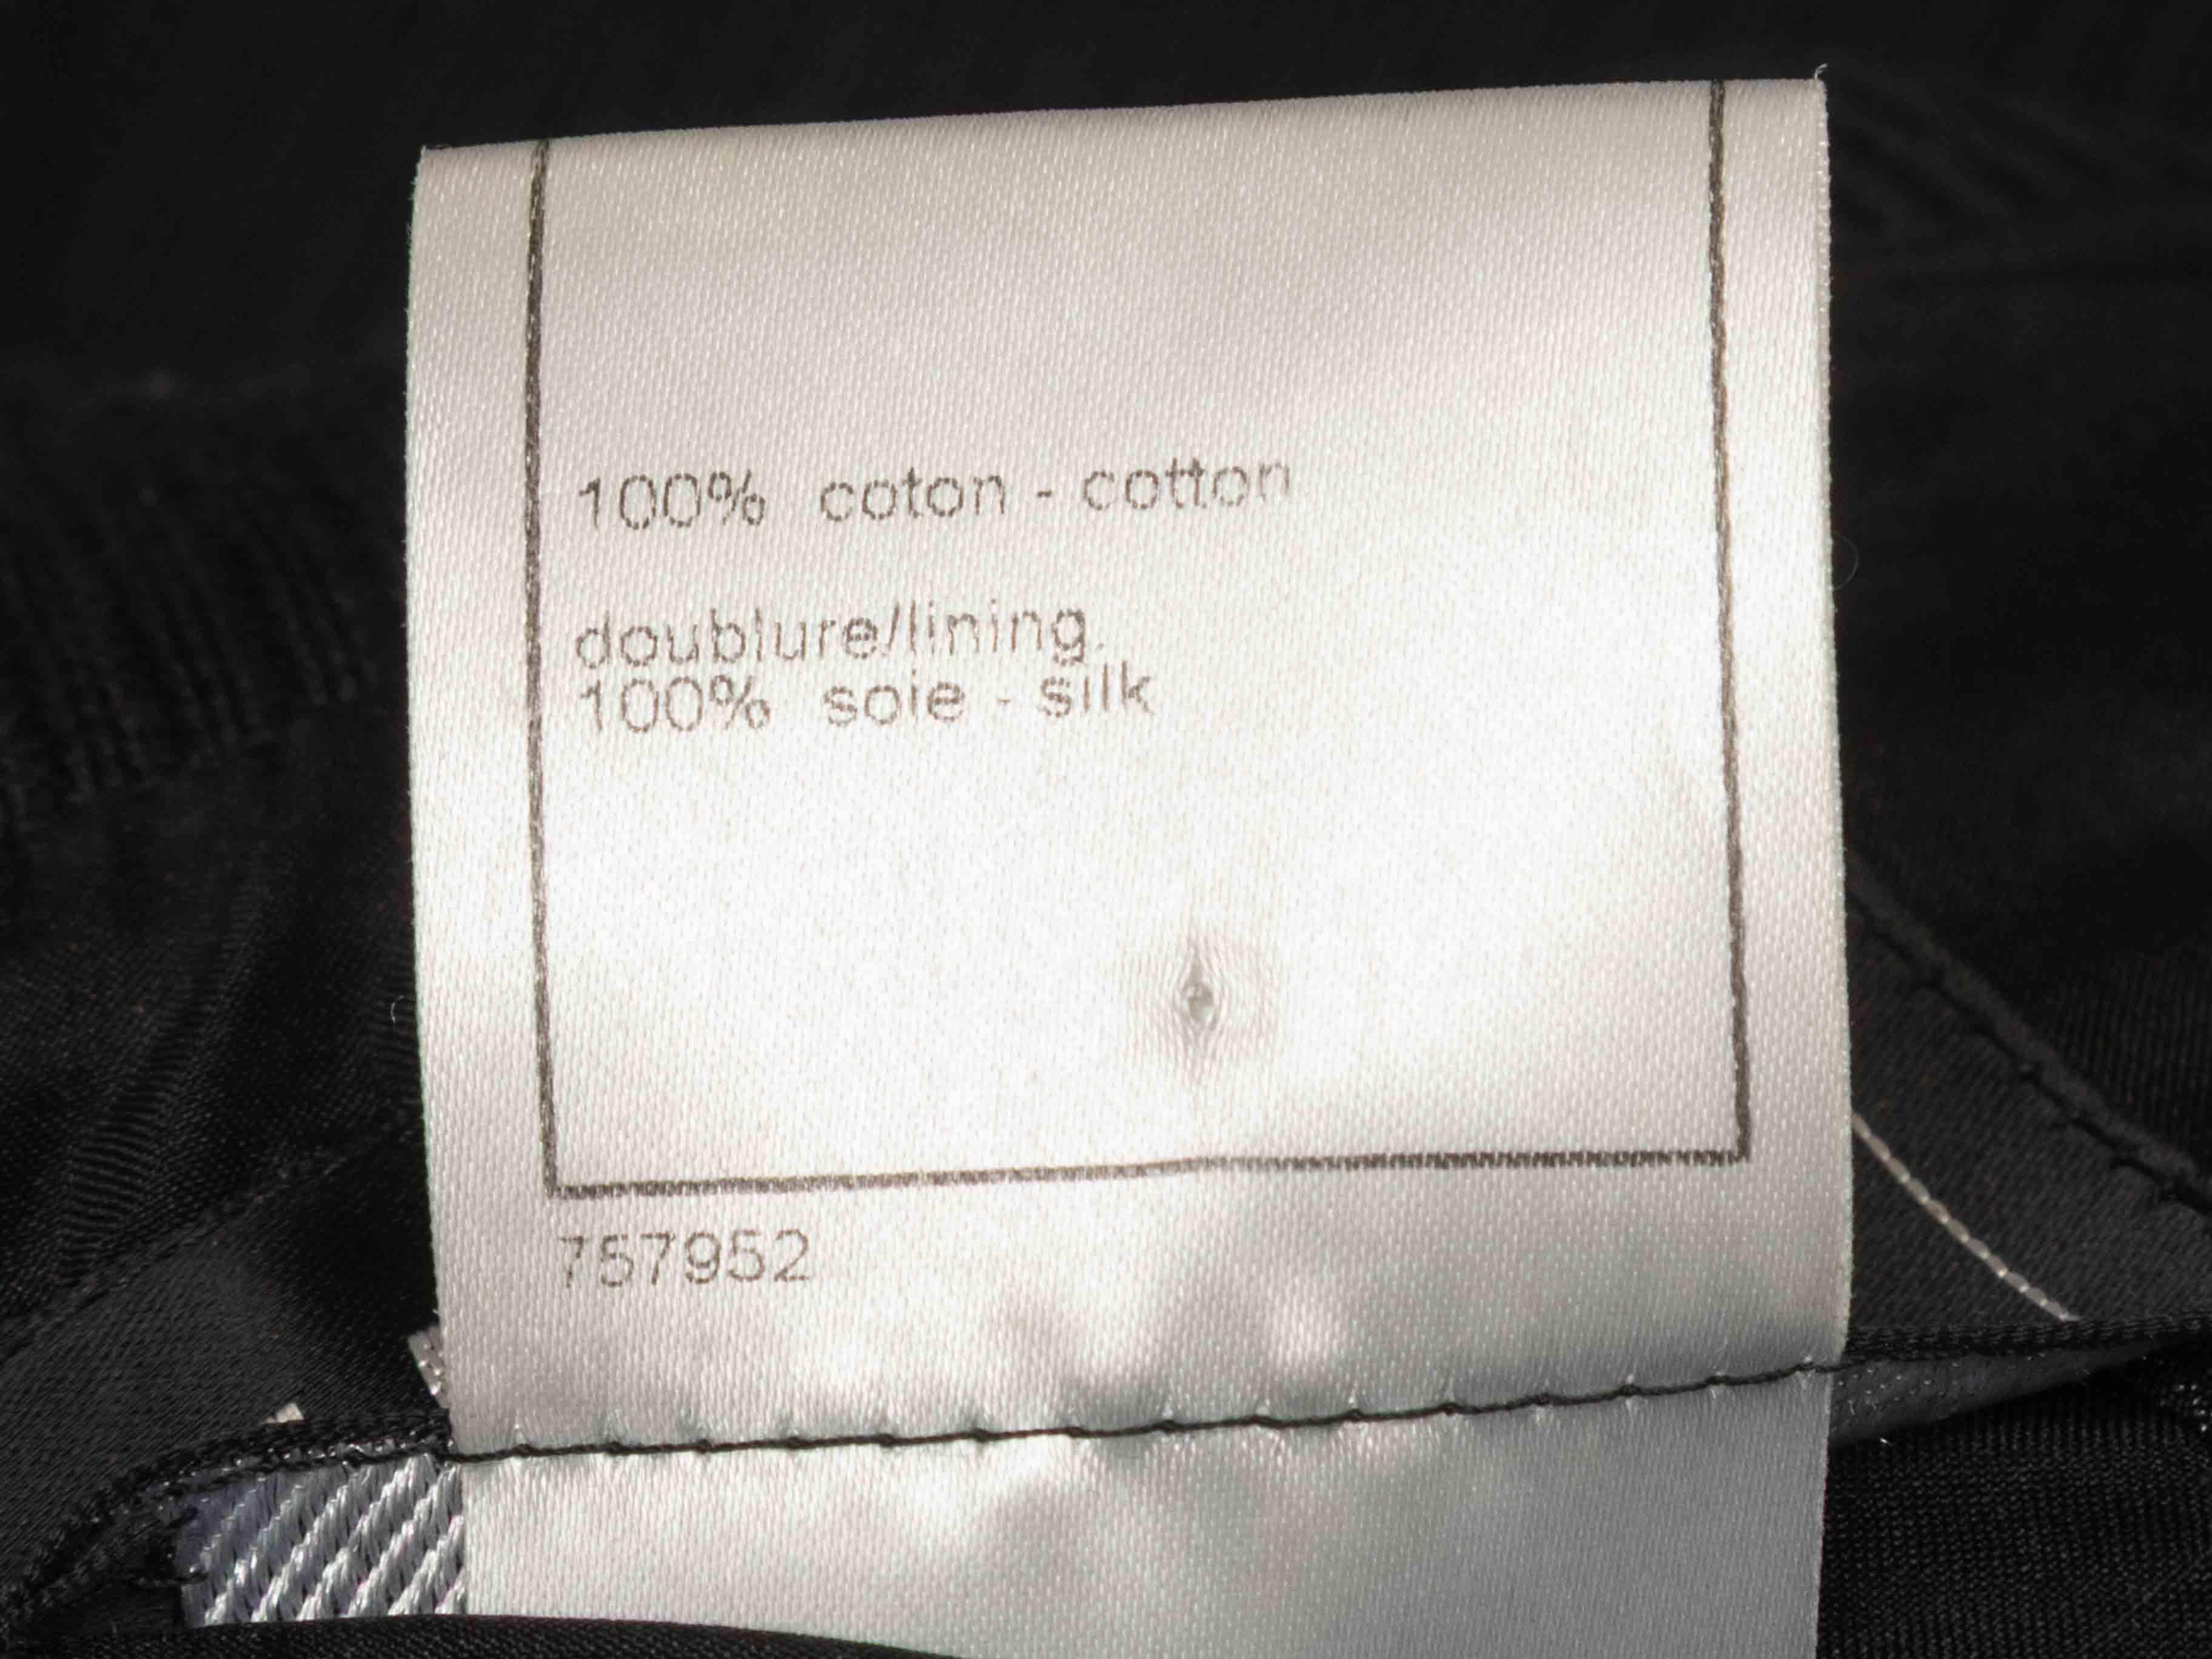 100% coton - cotton
doublure/lining.
100% soie - silk
757952